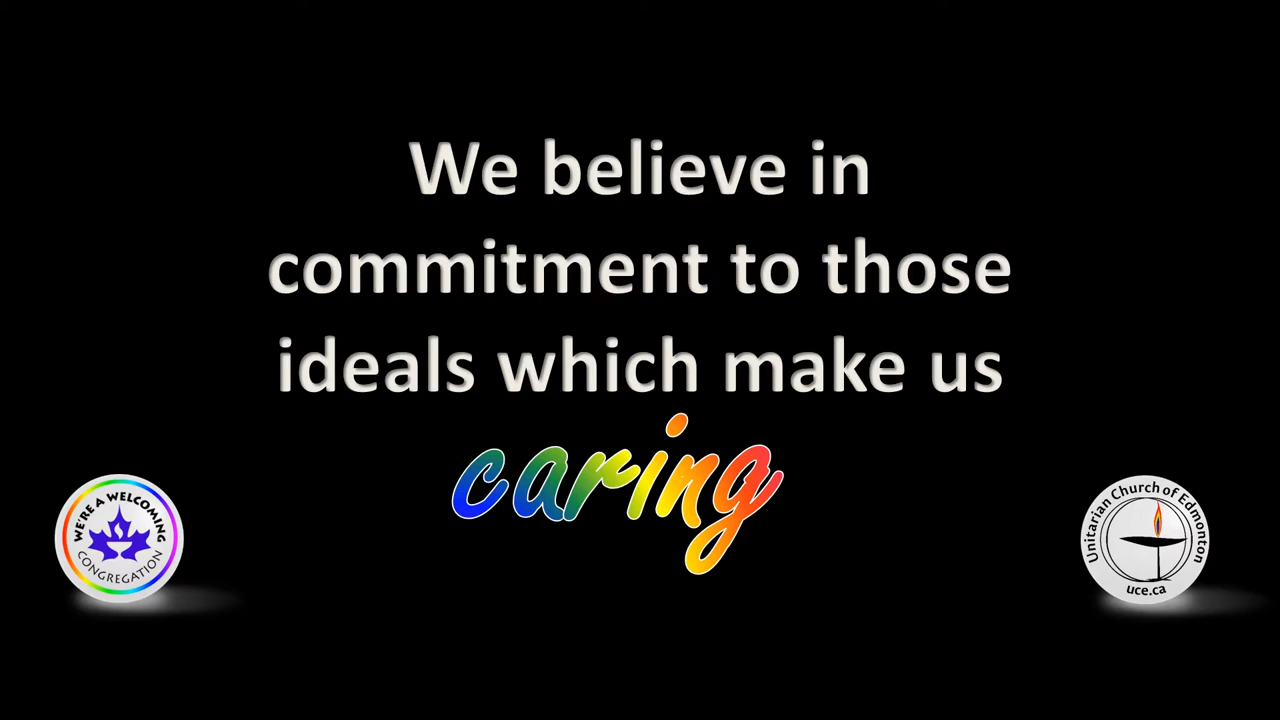 We believe in
commitment to those
ideals which make us
caring
WE'RE A WELCOMING
CONGREGATION
Unitarian Church of Edmonton
uce.ca